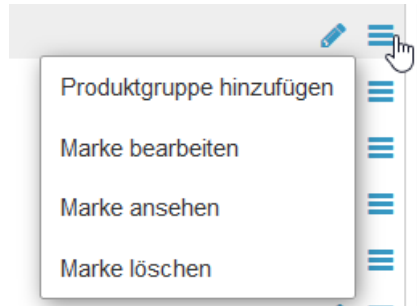 Produktgruppe hinzufügen
Marke bearbeiten
Marke ansehen
Marke löschen